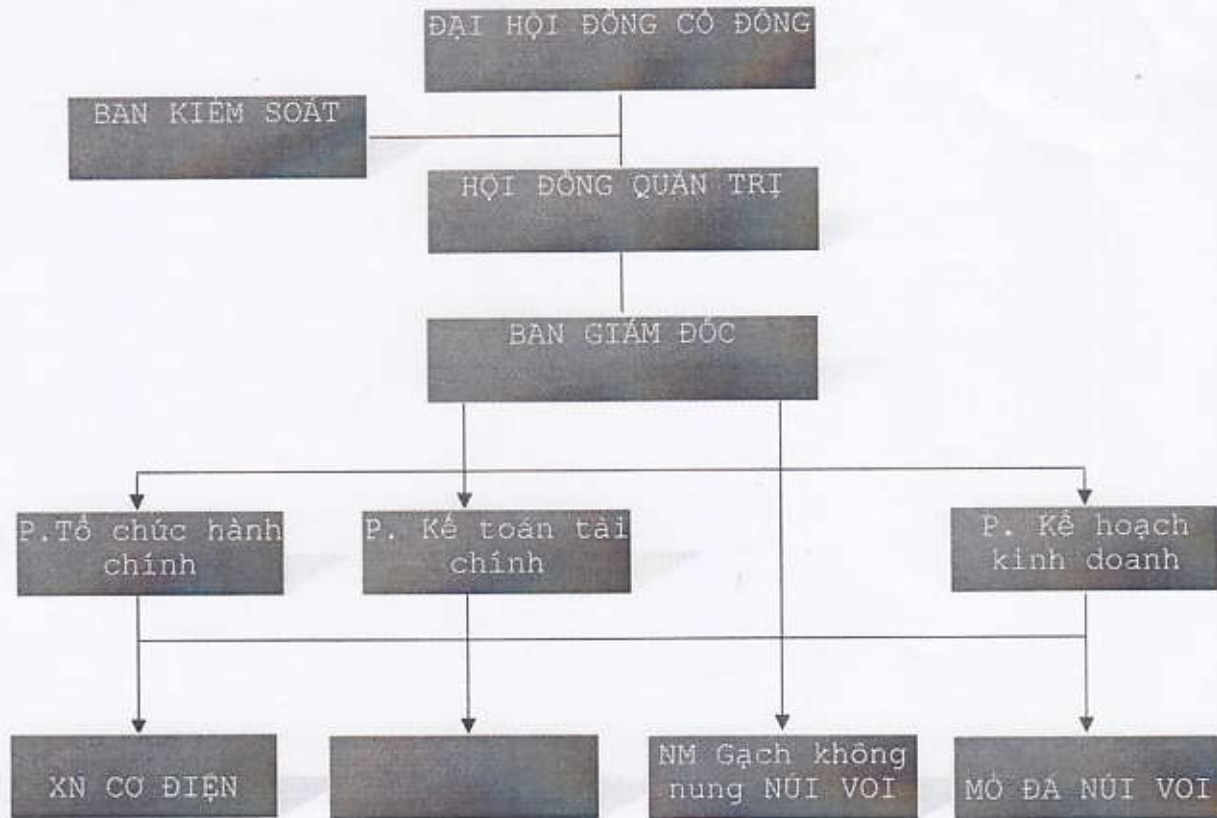 ĐẠI HỘI ĐỒNG CỔ ĐÔNG
BAN KIỂM SOÁT
HỘI ĐỒNG QUẢN TRỊ
BAN GIÁM ĐỐC
P.Tổ chức hành
chính
P. Kế toán tài
chính
P. Kế hoạch
kinh doanh
XN CƠ ĐIỆN
NM Gạch không
nung NÚI VOI
MỎ ĐÁ NÚI VOI